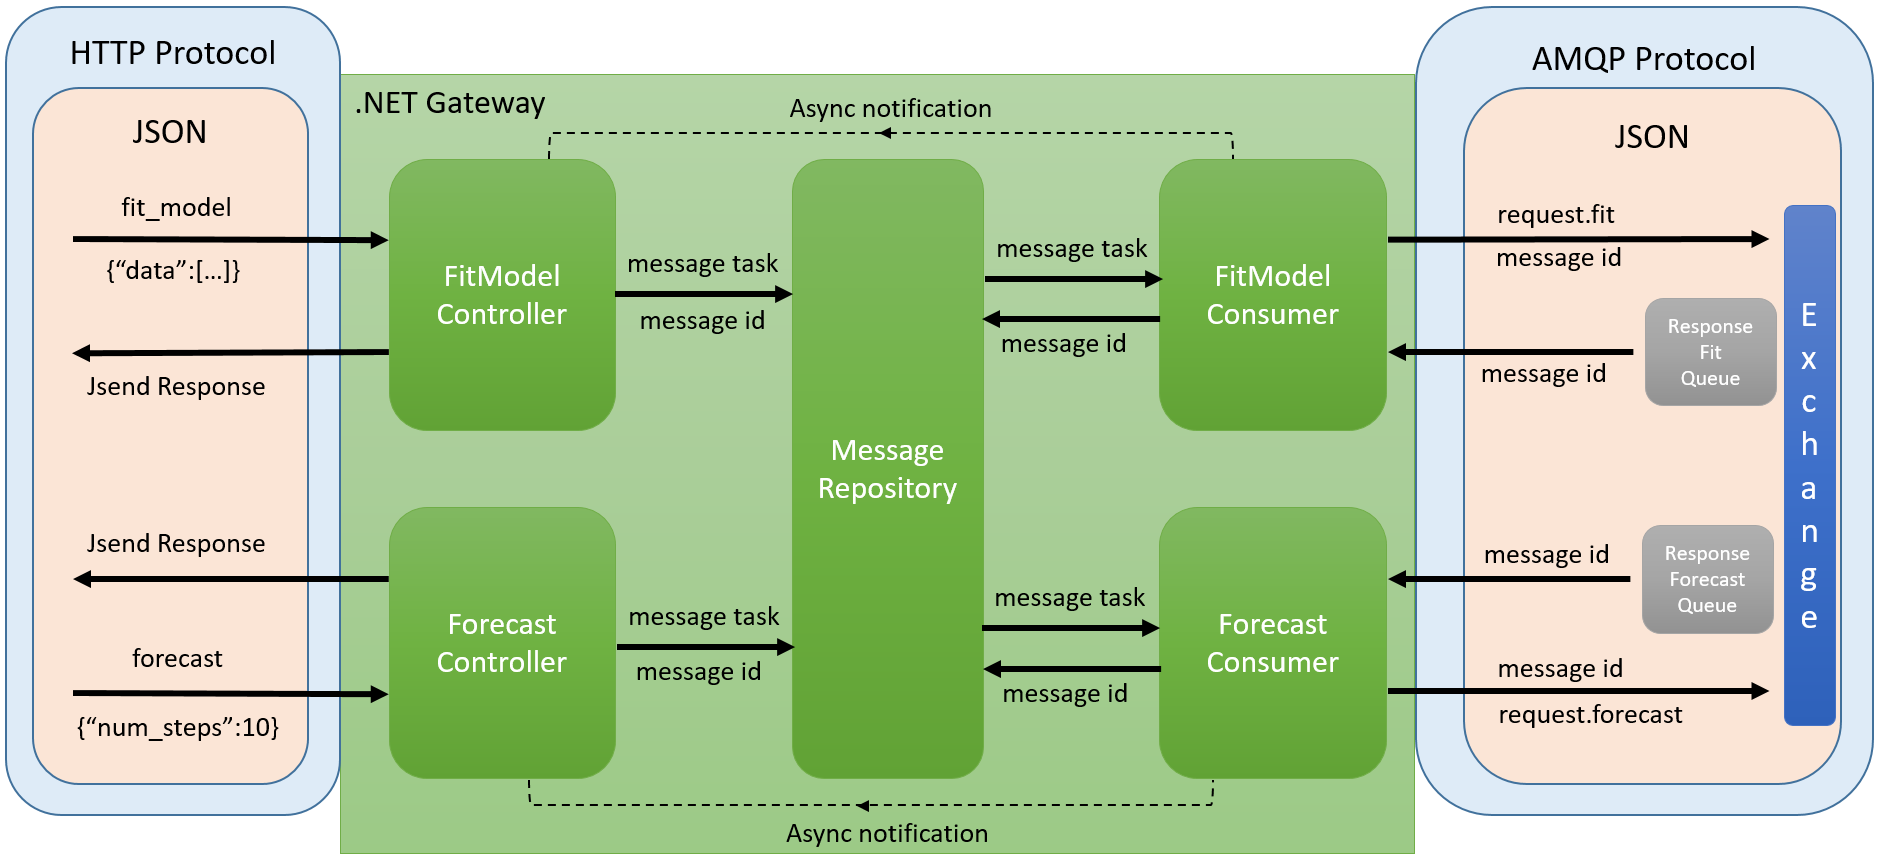 HTTP Protocol
JSON
fit_model
{“data”:[...]}
Jsend Response
Jsend Response
forecast
{“num_steps”:10}
.NET Gateway
Async notification
FitModel
Controller
message task
message id
Forecast
Controller
message task
message id
Message
Repository
message task
message id
message task
message id
FitModel
Consumer
Forecast
Consumer
Async notification
AMQP Protocol
JSON
request.fit
message id
message id
Response
Fit
Queue
message id
Response
Forecast
Queue
message id
request.forecast
Exchange